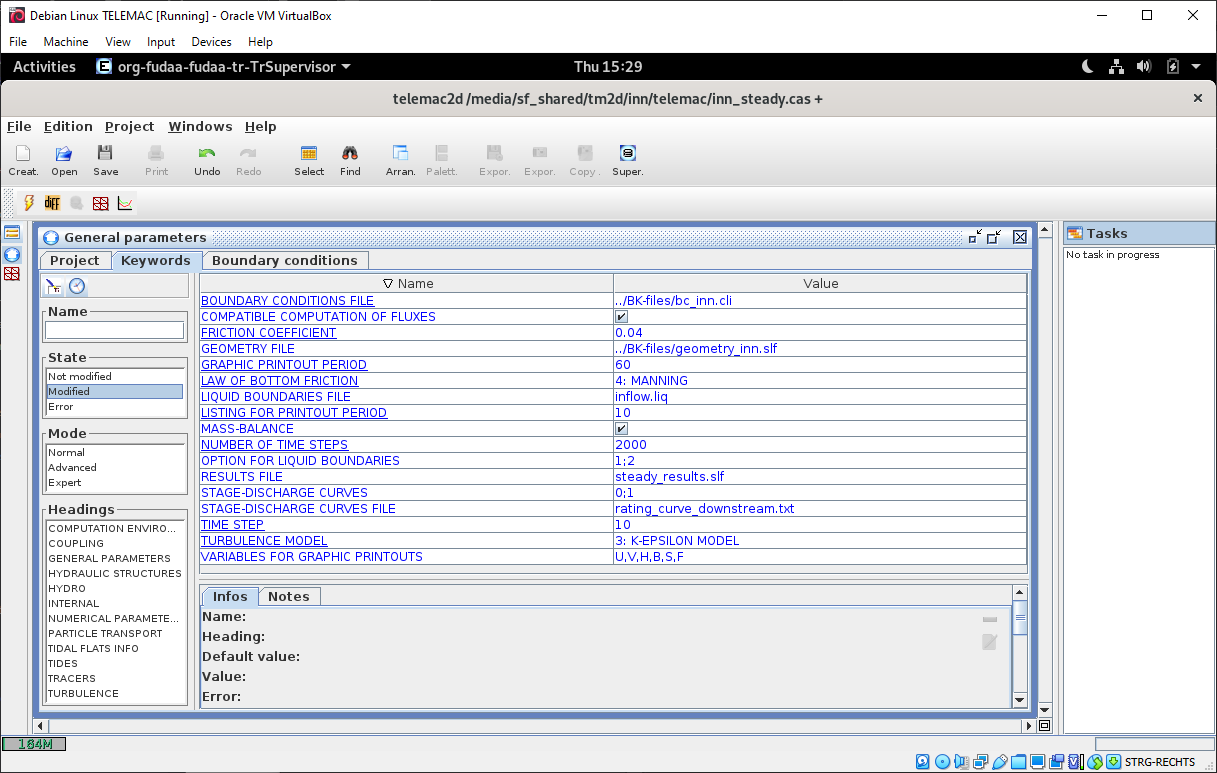 Debian Linux TELEMAC [Running] - Oracle VM VirtualBox
File Machine View Input Devices Help
Activities org-fudaa-fudaa-tr-TrSupervisor Thu 15:29
telemac2d /media/sf_shared/tm2d/inn/telemac/inn_steady.cas +
File Edition Project Windows Help
Creat. Open Save Print Undo Redo Select Find Arran. Palett. Expor. Expor. Copy . Super.
diff
General parameters
Project Keywords Boundary conditions
Name
State
Not modified
Modified
Error
Mode
Normal
Advanced
Expert
Headings
COMPUTATION ENVIRO...
COUPLING
GENERAL PARAMETERS
HYDRAULIC STRUCTURES
HYDRO
INTERNAL
NUMERICAL PARAMETE...
PARTICLE TRANSPORT
TIDAL FLATS INFO
TIDES
TRACERS
TURBULENCE
Name Value
BOUNDARY CONDITIONS FILE ../BK-files/bc_inn.cli
COMPATIBLE COMPUTATION OF FLUXES
FRICTION COEFFICIENT 0.04
GEOMETRY FILE ../BK-files/geometry_inn.slf
GRAPHIC PRINTOUT PERIOD 60
LAW OF BOTTOM FRICTION 4: MANNING
LIQUID BOUNDARIES FILE inflow.liq
LISTING FOR PRINTOUT PERIOD 10
MASS-BALANCE
NUMBER OF TIME STEPS 2000
OPTION FOR LIQUID BOUNDARIES 1;2
RESULTS FILE steady_results.slf
STAGE-DISCHARGE CURVES 0;1
STAGE-DISCHARGE CURVES FILE rating_curve_downstream.txt
TIME STEP 10
TURBULENCE MODEL 3: K-EPSILON MODEL
VARIABLES FOR GRAPHIC PRINTOUTS U,V,H,B,S,F
Infos Notes
Name:
Heading:
Default value:
Value:
Error:
Tasks
No task in progress
164M
STRG-RECHTS